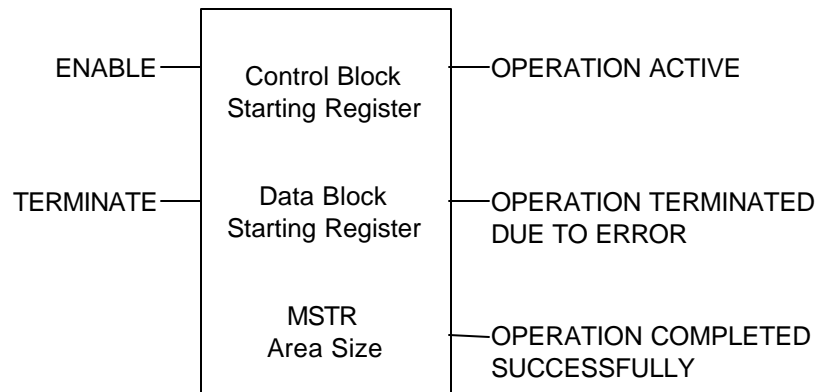 ENABLE
Control Block
Starting Register
OPERATION ACTIVE
TERMINATE
Data Block
Starting Register
OPERATION TERMINATED
DUE TO ERROR
MSTR
Area Size
OPERATION COMPLETED
SUCCESSFULLY